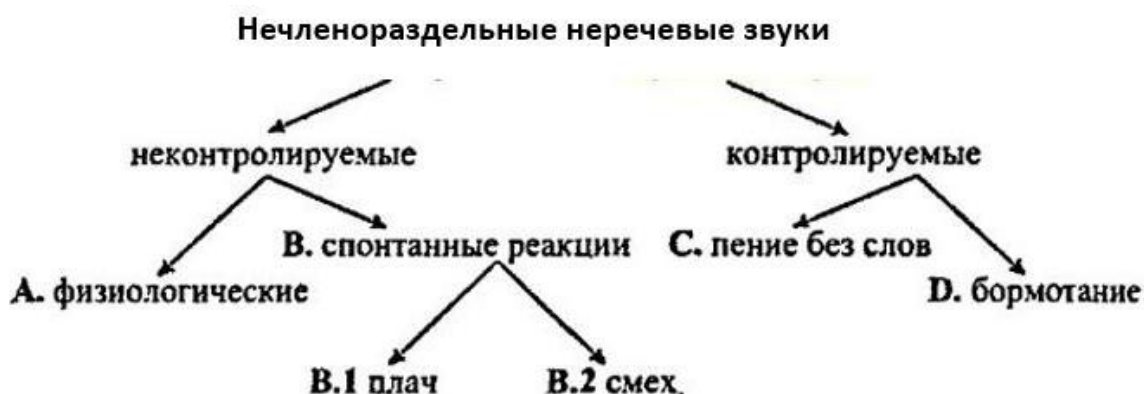 Нечленораздельные неречевые звуки
неконтролируемые
контролируемые
B. спонтанные реакции
C. пение без слов
A. физиологические
D. бормотание
B.1 плач
B.2 смех